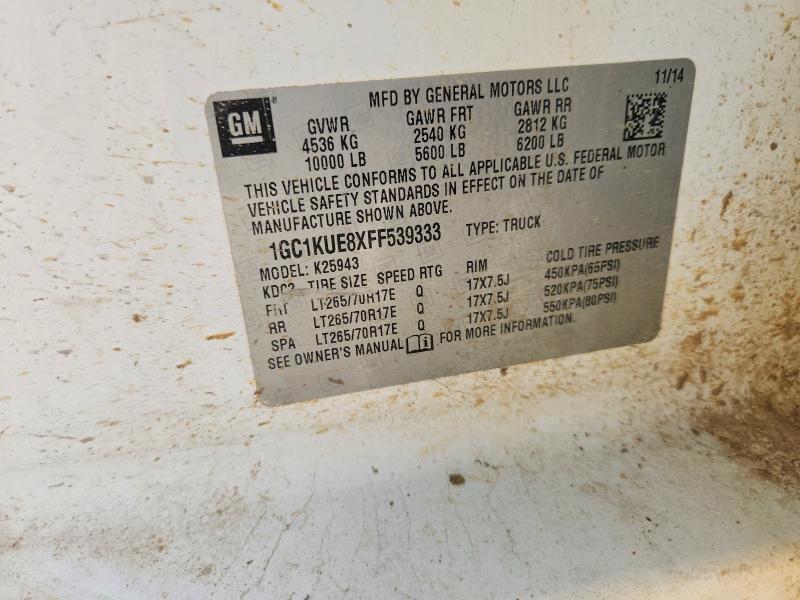 11/14
GM ®
MFD BY GENERAL MOTORS LLC
GVWR GAWR FRT GAWR RR
4536 KG 2540 KG 2812 KG
10000 LB 5600 LB 6200 LB
THIS VEHICLE CONFORMS TO ALL APPLICABLE U.S. FEDERAL MOTOR
VEHICLE SAFETY STANDARDS IN EFFECT ON THE DATE OF
MANUFACTURE SHOWN ABOVE.
1GC1KUE8XFF539333 TYPE: TRUCK
MODEL: K25943
TIRE SIZE SPEED RTG RIM COLD TIRE PRESSURE
FRT LT265/70R17E Q 17X7.5J 450KPA(65PSI)
RR LT265/70R17E Q 17X7.5J 520KPA(75PSI)
SPA LT265/70R17E Q 17X7.5J 550KPA(80PSI)
SEE OWNER'S MANUAL FOR MORE INFORMATION.